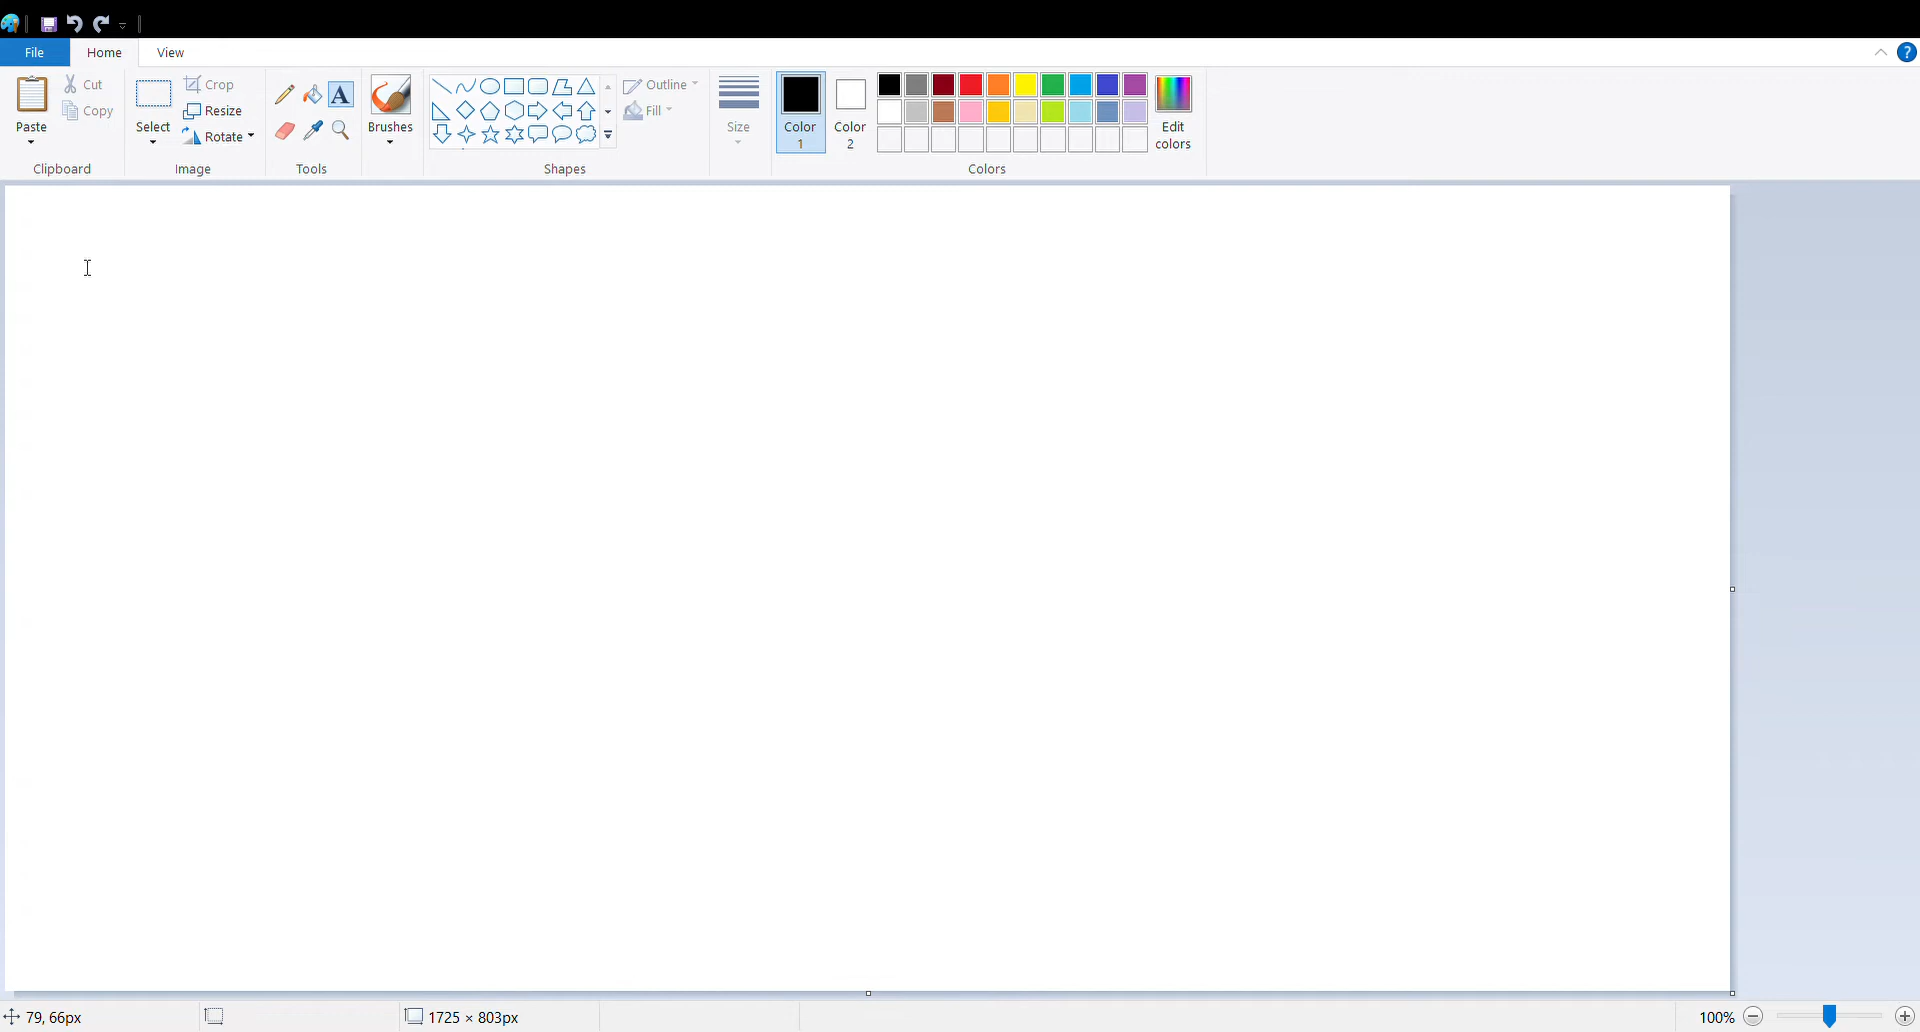 File Home View ?
Paste Cut Copy Clipboard
Select Crop Resize Rotate Image
A Tools
Brushes
Shapes Outline Fill
Size
Color 1 Color 2 Edit colors Colors
79, 66px 1725 × 803px 100%